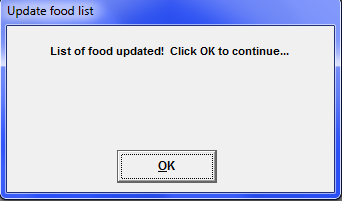 Update food list
List of food updated!  Click OK to continue...
OK